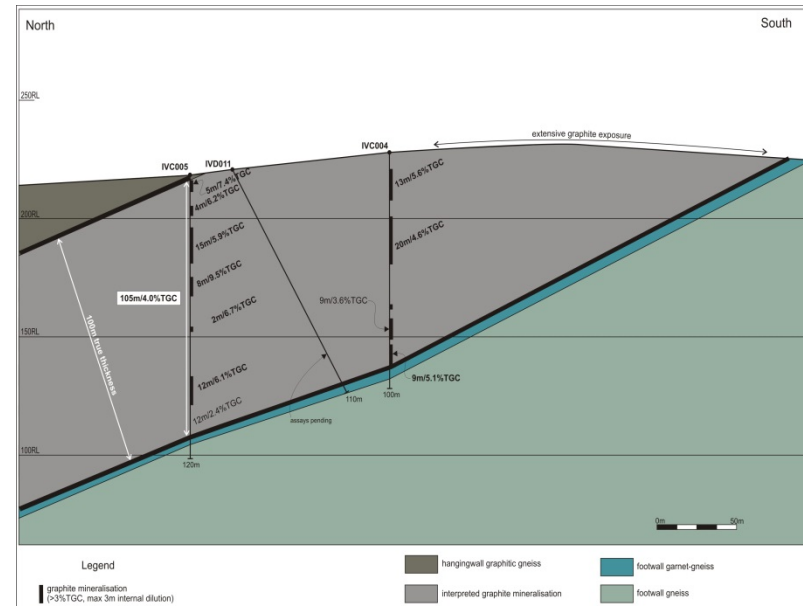 North
South
250RL
extensive graphite exposure
IVC005
IVD011
IVC004
5m/7.4%TGC
4m/6.2%TGC
13m/5.6%TGC
200RL
15m/5.9%TGC
20m/4.6%TGC
8m/9.5%TGC
105m/4.0%TGC
9m/3.6%TGC
2m/6.7%TGC
100m true thickness
150RL
12m/6.1%TGC
9m/5.1%TGC
12m/2.4%TGC
assays pending
110m
100m
100RL
120m
0m
50m
Legend
hangingwall graphitic gneiss
footwall garnet-gneiss
graphite mineralisation
(>3%TGC, max 3m internal dilution)
interpreted graphite mineralisation
footwall gneiss